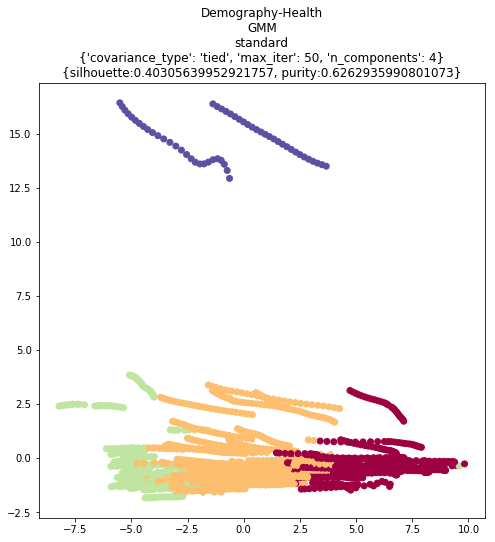 Demography-Health
GMM
standard
{'covariance_type': 'tied', 'max_iter': 50, 'n_components': 4}
{silhouette:0.40305639952921757, purity:0.6262935990801073}
15.0
12.5
10.0
7.5
5.0
2.5
0.0
−2.5
−7.5 −5.0 −2.5 0.0 2.5 5.0 7.5 10.0